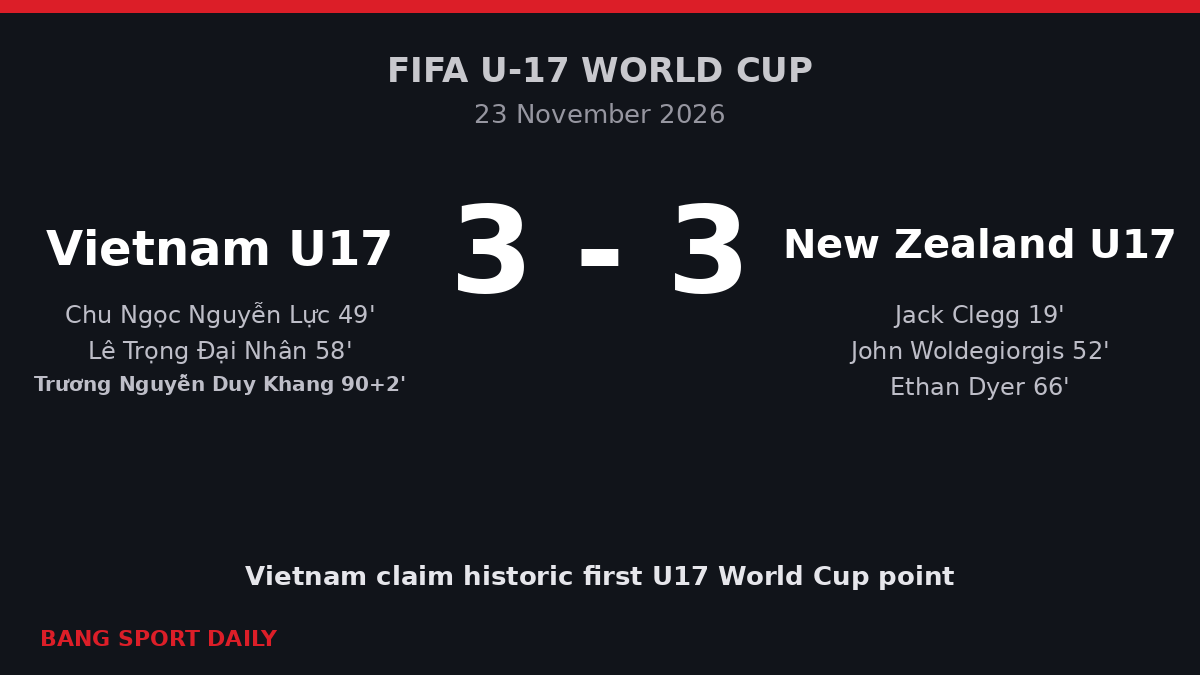 FIFA U-17 WORLD CUP
23 November 2026
Vietnam U17
3 - 3
New Zealand U17
Chu Ngọc Nguyễn Lực 49'
Lê Trọng Đại Nhân 58'
Trương Nguyễn Duy Khang 90+2'
Jack Clegg 19'
John Woldegiorgis 52'
Ethan Dyer 66'
Vietnam claim historic first U17 World Cup point
BANG SPORT DAILY